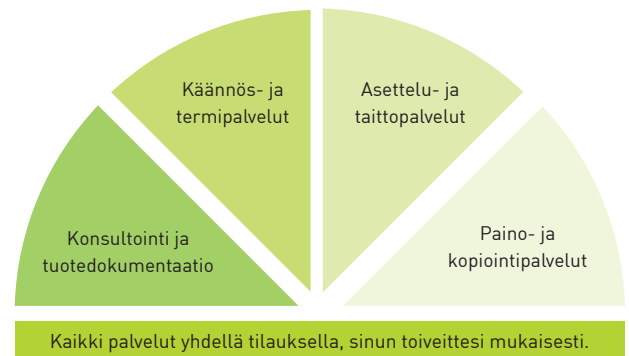 Käännös- ja
termipalvelut
Asettelu- ja
taittopalvelut
Konsultointi ja
tuotedokumentaatio
Paino- ja
kopiointipalvelut
Kaikki palvelut yhdellä tilauksella, sinun toiveittesi mukaisesti.